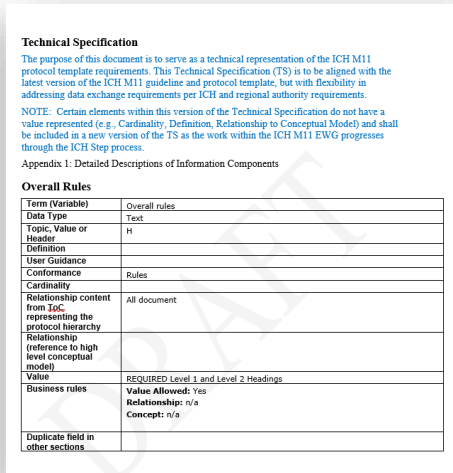 Technical Specification
The purpose of this document is to serve as a technical representation of the ICH M11
protocol template requirements. This Technical Specification (TS) is to be aligned with the
latest version of the ICH M11 guideline and protocol template, but with flexibility in
addressing data exchange requirements per ICH and regional authority requirements.
NOTE:  Certain elements within this version of the Technical Specification do not have a
value represented (e.g., Cardinality, Definition, Relationship to Conceptual Model) and shall
be included in a new version of the TS as the work within the ICH M11 EWG progresses
through the ICH Step process.
Appendix 1: Detailed Descriptions of Information Components
Overall Rules
Term (Variable) Overall rules
Data Type Text
Topic, Value or H
Header
Definition
User Guidance
Conformance Rules
Cardinality
Relationship content All document
from ToC
representing the
protocol hierarchy
Relationship
(reference to high
level conceptual
model)
Value REQUIRED Level 1 and Level 2 Headings
Business rules Value Allowed: Yes
Relationship: n/a
Concept: n/a
Duplicate field in
other sections
DRAFT